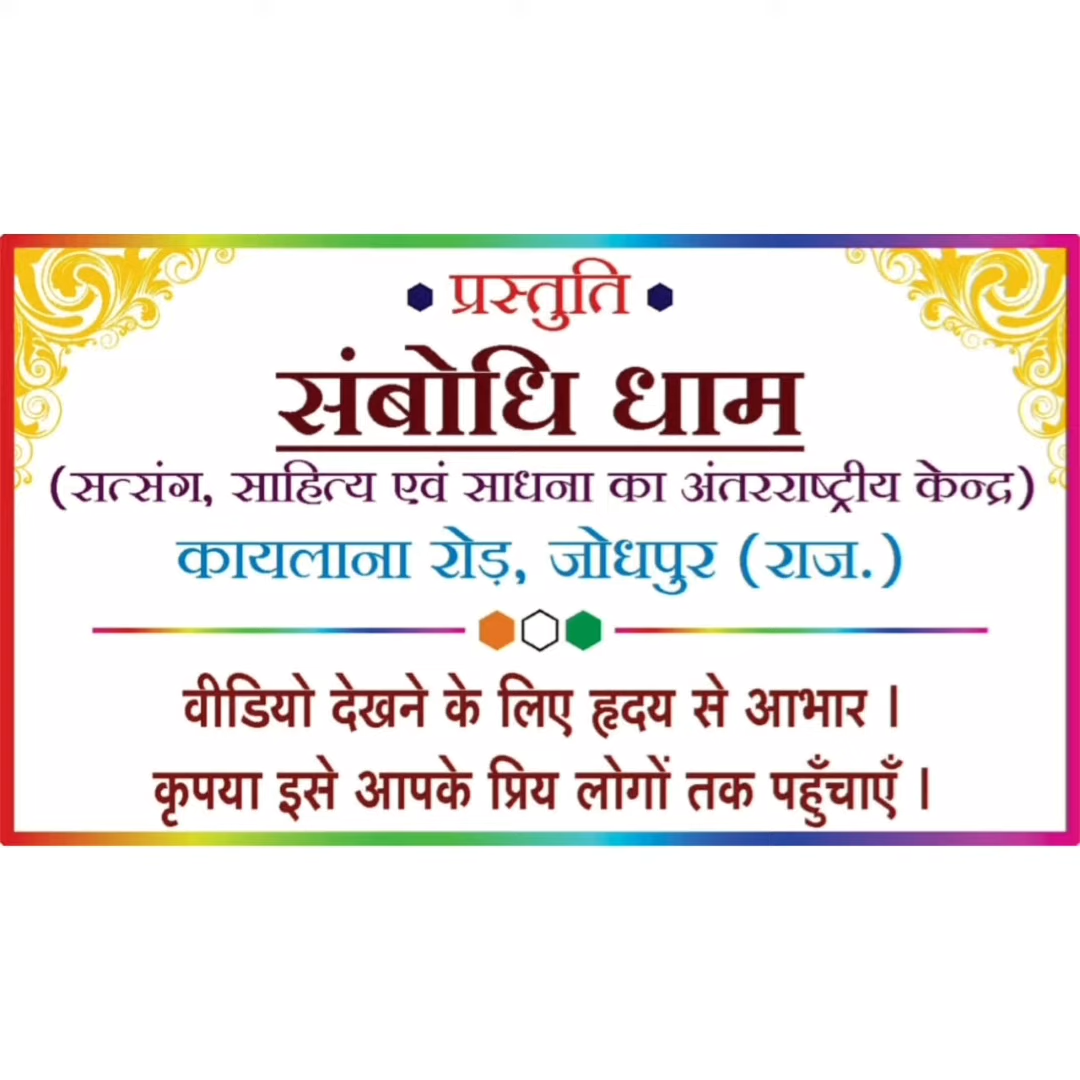 प्रस्तुति
संबोधि धाम
(सत्संग, साहित्य एवं साधना का अंतरराष्ट्रीय केन्द्र)
कायलाना रोड़, जोधपुर (राज.)
वीडियो देखने के लिए हृदय से आभार ।
कृपया इसे आपके प्रिय लोगों तक पहुँचाएँ ।